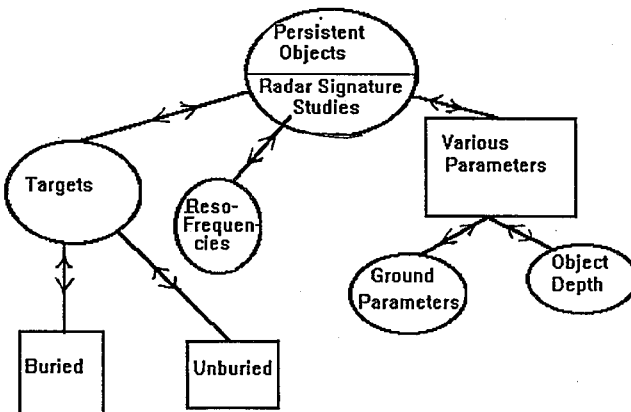 Persistent
Objects
Radar Signature
Studies
Targets
Reso-
Frequen-
cies
Various
Parameters
Ground
Parameters
Object
Depth
Buried
Unburied